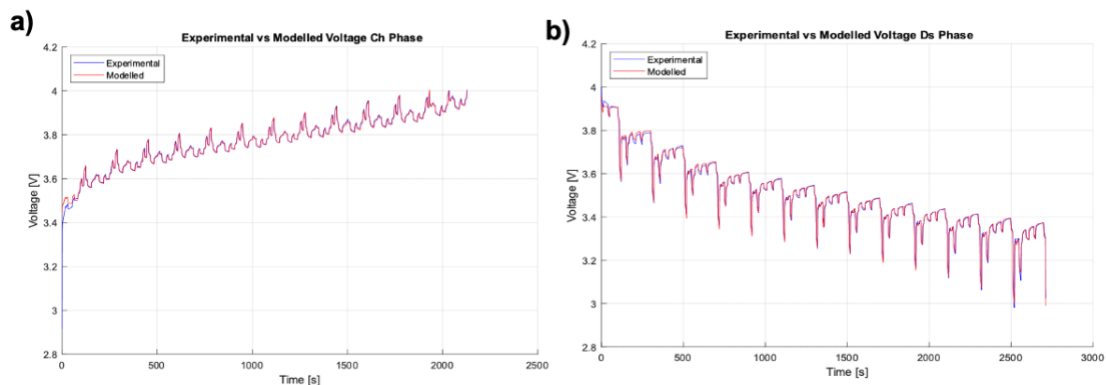 a)
Experimental vs Modelled Voltage Ch Phase
4.2
4
3.8
3.6
3.4
3.2
3
2.8
Voltage [V]
Experimental
Modelled
0
500
1000
1500
2000
2500
Time [s]
b)
Experimental vs Modelled Voltage Ds Phase
4.2
4
3.8
3.6
3.4
3.2
3
2.8
Voltage [V]
Experimental
Modelled
0
500
1000
1500
2000
2500
3000
Time [s]